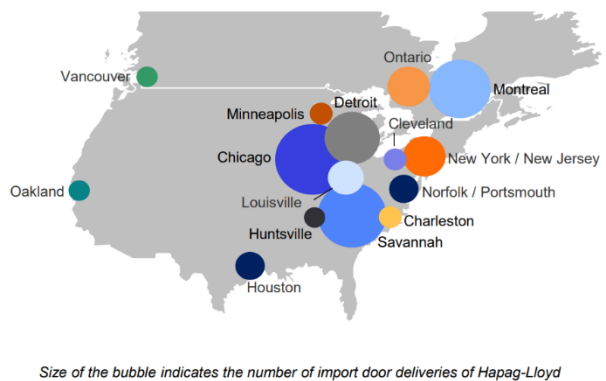 Ontario
Vancouver
Montreal
Detroit
Minneapolis
Cleveland
Chicago
New York / New Jersey
Oakland
Norfolk / Portsmouth
Louisville
Charleston
Huntsville
Savannah
Houston
Size of the bubble indicates the number of import door deliveries of Hapag-Lloyd